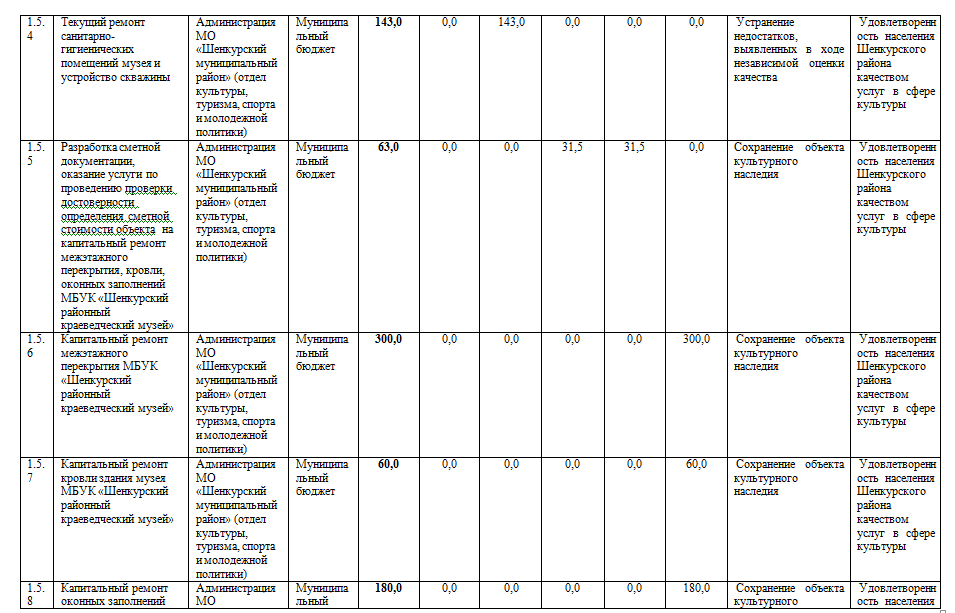 1.5.4 Текущий ремонт санитарно-гигиенических помещений музея и устройство скважины Администрация МО «Шенкурский муниципальный район» (отдел культуры, туризма, спорта и молодежной политики) Муниципальный бюджет 143,0 0,0 143,0 0,0 0,0 0,0 Устранение недостатков, выявленных в ходе независимой оценки качества Удовлетворенность населения Шенкурского района качеством услуг в сфере культуры
1.5.5 Разработка сметной документации, оказание услуги по проведению проверки достоверности определения сметной стоимости объекта на капитальный ремонт межэтажного перекрытия, кровли, оконных заполнений МБУК «Шенкурский районный краеведческий музей» Администрация МО «Шенкурский муниципальный район» (отдел культуры, туризма, спорта и молодежной политики) Муниципальный бюджет 63,0 0,0 0,0 31,5 31,5 0,0 Сохранение объекта культурного наследия Удовлетворенность населения Шенкурского района качеством услуг в сфере культуры
1.5.6 Капитальный ремонт межэтажного перекрытия МБУК «Шенкурский районный краеведческий музей» Администрация МО «Шенкурский муниципальный район» (отдел культуры, туризма, спорта и молодежной политики) Муниципальный бюджет 300,0 0,0 0,0 0,0 0,0 300,0 Сохранение объекта культурного наследия Удовлетворенность населения Шенкурского района качеством услуг в сфере культуры
1.5.7 Капитальный ремонт кровли здания музея МБУК «Шенкурский районный краеведческий музей» Администрация МО «Шенкурский муниципальный район» (отдел культуры, туризма, спорта и молодежной политики) Муниципальный бюджет 60,0 0,0 0,0 0,0 0,0 60,0 Сохранение объекта культурного наследия Удовлетворенность населения Шенкурского района качеством услуг в сфере культуры
1.5.8 Капитальный ремонт оконных заполнений Администрация МО Муниципальный 180,0 0,0 0,0 0,0 0,0 180,0 Сохранение объекта культурного Удовлетворенность населения